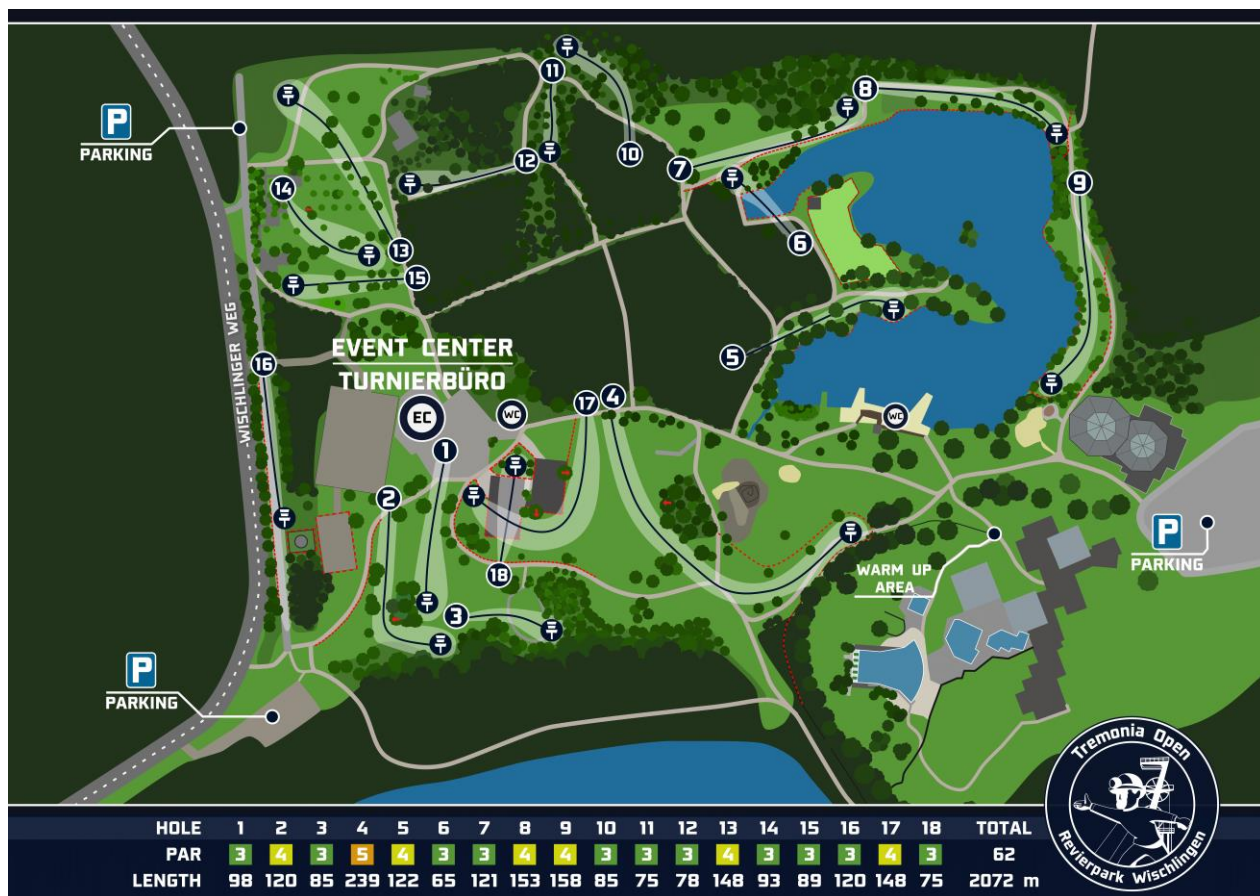 P
PARKING
11
8
10
12
7
9
14
6
13
15
WISCHLINGER WEG
EVENT CENTER
TURNIERBÜRO
5
16
EC
WC
17
4
WC
1
2
P
PARKING
WARM UP
AREA
18
3
P
PARKING
Tremonia Open
7
Revierpark Wischlingen
HOLE 1 2 3 4 5 6 7 8 9 10 11 12 13 14 15 16 17 18 TOTAL
PAR 3 4 3 5 4 3 3 4 4 3 3 3 4 3 3 3 4 3 62
LENGTH 98 120 85 239 122 65 121 153 158 85 75 78 148 93 89 120 148 75 2072 m